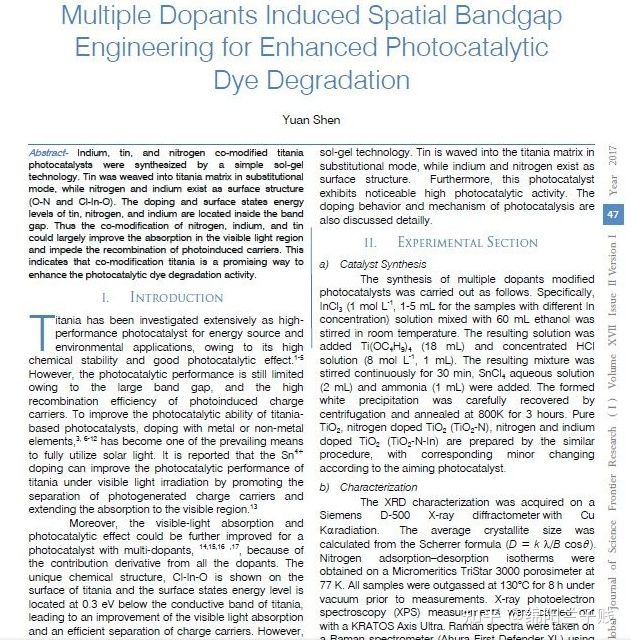 Multiple Dopants Induced Spatial Bandgap
Engineering for Enhanced Photocatalytic
Dye Degradation
Yuan Shen
Abstract- Indium, tin, and nitrogen co-modified titania
photocatalysts were synthesized by a simple sol-gel
technology. Tin was weaved into titania matrix in substitutional
mode, while nitrogen and indium exist as surface structure
(O-N and Cl-In-O). The doping and surface states energy
levels of tin, nitrogen, and indium are located inside the band
gap. Thus the co-modification of nitrogen, indium, and tin
could largely improve the absorption in the visible light region
and impede the recombination of photoinduced carriers. This
indicates that co-modification titania is a promising way to
enhance the photocatalytic dye degradation activity.
I. INTRODUCTION
Titania has been investigated extensively as high-
performance photocatalyst for energy source and
environmental applications, owing to its high
chemical stability and good photocatalytic effect.1-5
However, the photocatalytic performance is still limited
owing to the large band gap, and the high
recombination efficiency of photoinduced charge
carriers. To improve the photocatalytic ability of titania-
based photocatalysts, doping with metal or non-metal
elements,3, 6-12 has become one of the prevailing means
to fully utilize solar light. It is reported that the Sn4+
doping can improve the photocatalytic performance of
titania under visible light irradiation by promoting the
separation of photogenerated charge carriers and
extending the absorption to the visible region.13
Moreover, the visible-light absorption and
photocatalytic effect could be further improved for a
photocatalyst with multi-dopants, 14,15,16 ,17, because of
the contribution derivative from all the dopants. The
unique chemical structure, Cl-In-O is shown on the
surface of titania and the surface states energy level is
located at 0.3 eV below the conductive band of titania,
leading to an improvement of the visible light absorption
and an efficient separation of charge carriers. However,
sol-gel technology. Tin is waved into the titania matrix in
substitutional mode, while indium and nitrogen exist as
surface structure. Furthermore, this photocatalyst
exhibits noticeable high photocatalytic activity. The
doping behavior and mechanism of photocatalysis are
also discussed detailly.
II. EXPERIMENTAL SECTION
a) Catalyst Synthesis
The synthesis of multiple dopants modified
photocatalysts was carried out as follows. Specifically,
InCl3 (1 mol L-1, 1-5 mL for the samples with different In
concentration) solution mixed with 60 mL ethanol was
stirred in room temperature. The resulting solution was
added Ti(OC4H9)4 (18 mL) and concentrated HCl
solution (8 mol L-1, 1 mL). The resulting mixture was
stirred continuously for 30 min, SnCl4 aqueous solution
(2 mL) and ammonia (1 mL) were added. The formed
white precipitation was carefully recovered by
centrifugation and annealed at 800K for 3 hours. Pure
TiO2, nitrogen doped TiO2 (TiO2-N), nitrogen and indium
doped TiO2 (TiO2-N-In) are prepared by the similar
procedure, with corresponding minor changing
according to the aiming photocatalyst.
b) Characterization
The XRD characterization was acquired on a
Siemens D-500 X-ray diffractometer with Cu
Kαradiation. The average crystallite size was
calculated from the Scherrer formula (D = k λ/B cosθ).
Nitrogen adsorption-desorption isotherms were
obtained on a Micromeritics TriStar 3000 porosimeter at
77 K. All samples were outgassed at 130°C for 8 h under
vacuum prior to measurements. X-ray photoelectron
spectroscopy (XPS) measurements were carried out
with a KRATOS Axis Ultra. Raman spectra were taken on
a Raman spectrometer (Ahura First Defender XL) using
Year 2017
47
Journal of Science Frontier Research ( I ) Volume XVII Issue II Version I